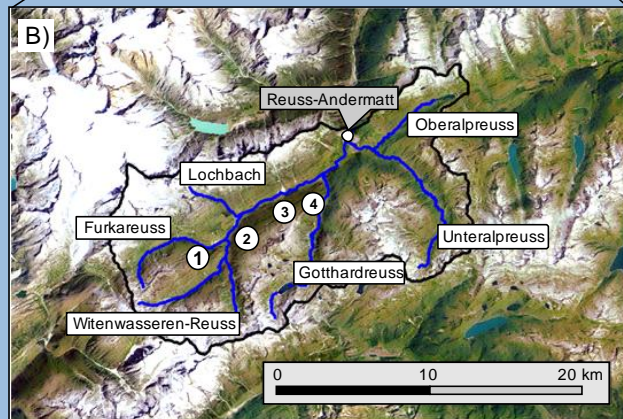 B)
Reuss-Andermatt
Oberalpreuss
Lochbach
Furkareuss
Unteralpreuss
Gotthardreuss
Witenwasseren-Reuss
1
2
3
4
0 10 20 km